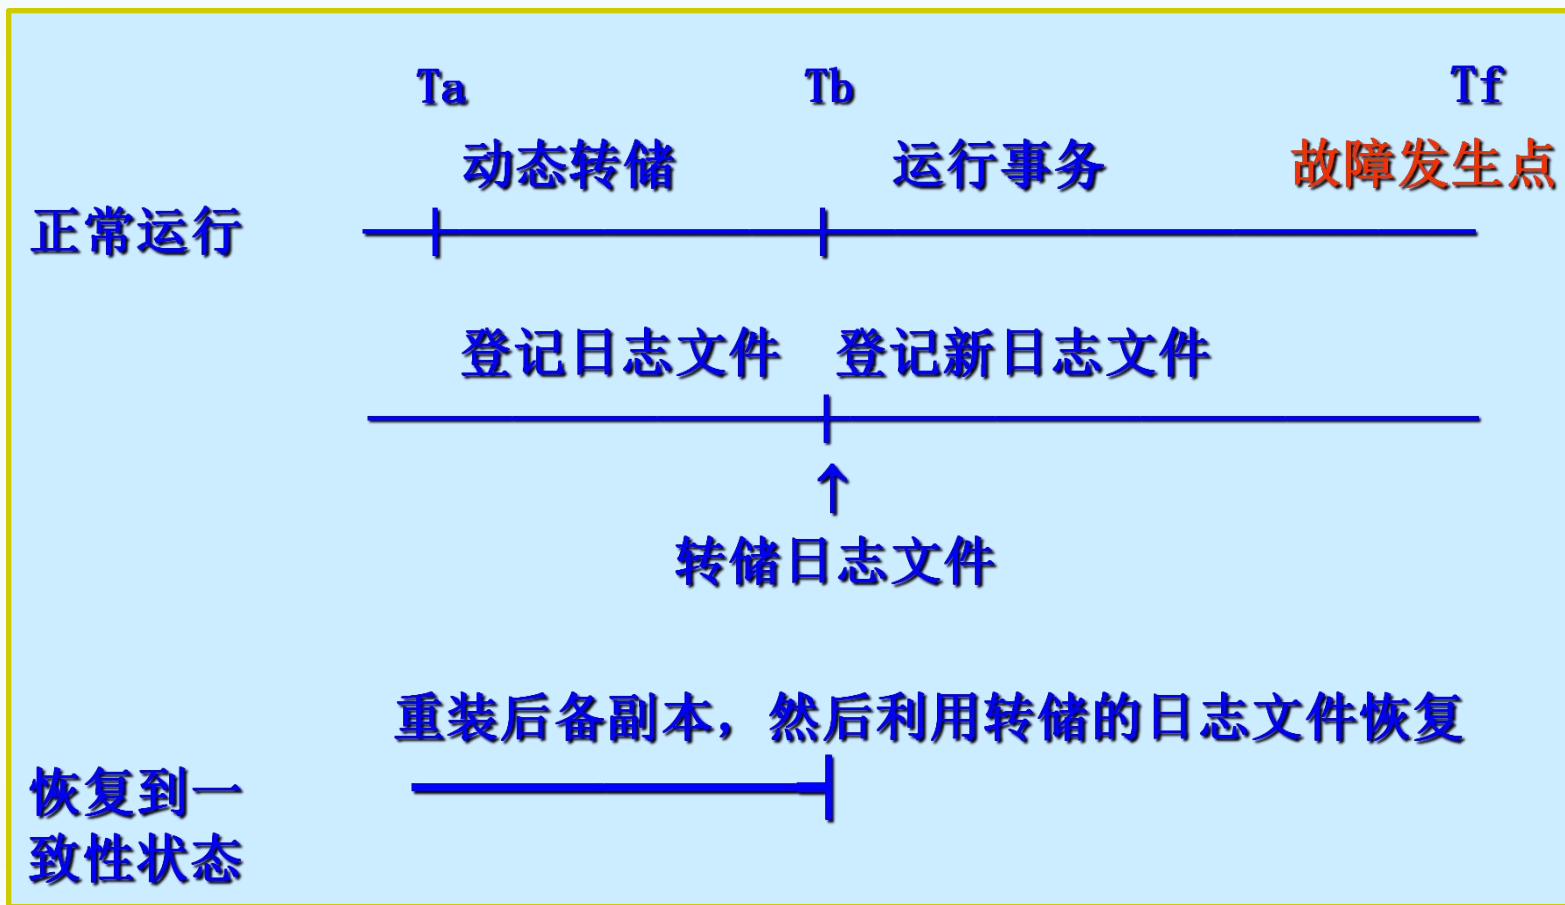 Ta Tb Tf
动态转储 运行事务 故障发生点
正常运行
登记日志文件 登记新日志文件
↑
转储日志文件
重装后备副本，然后利用转储的日志文件恢复
恢复到一
致性状态